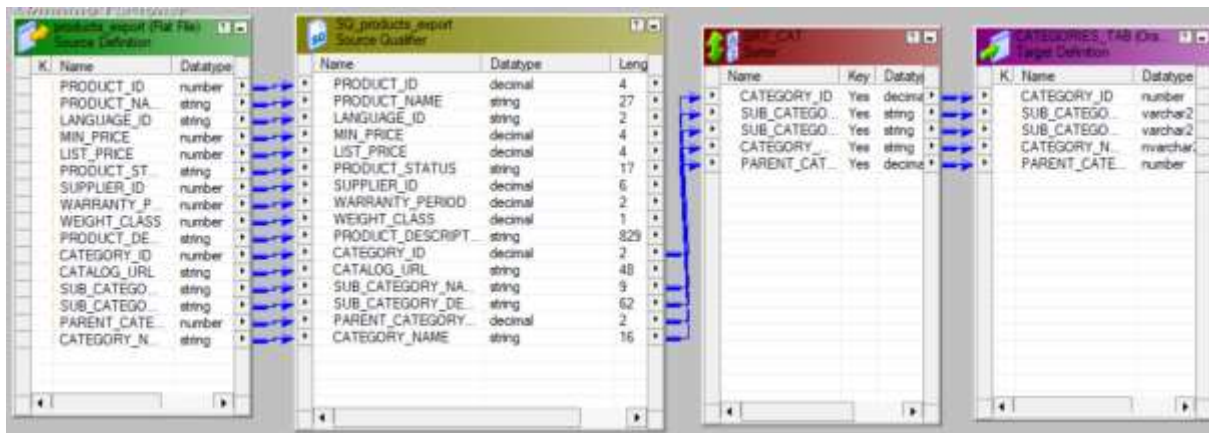 products_export (Flat File)
Source Definition
K. Name Datatype
PRODUCT_ID number
PRODUCT_NA... string
LANGUAGE_ID string
MIN_PRICE number
LIST_PRICE number
PRODUCT_ST... string
SUPPLIER_ID number
WARRANTY_P... number
WEIGHT_CLASS number
PRODUCT_DE... string
CATEGORY_ID number
CATALOG_URL string
SUB_CATEGO... string
SUB_CATEGO... string
PARENT_CATE... number
CATEGORY_N... string
SQ_products_export
Source Qualifier
Name Datatype Leng
PRODUCT_ID decimal 4
PRODUCT_NAME string 27
LANGUAGE_ID string 2
MIN_PRICE decimal 4
LIST_PRICE decimal 4
PRODUCT_STATUS string 17
SUPPLIER_ID decimal 6
WARRANTY_PERIOD decimal 2
WEIGHT_CLASS decimal 1
PRODUCT_DESCRIPT... string 829
CATEGORY_ID decimal 2
CATALOG_URL string 48
SUB_CATEGORY_NA... string 9
SUB_CATEGORY_DE... string 62
PARENT_CATEGORY... decimal 2
CATEGORY_NAME string 16
SRT_CAT
Sorter
Name Key Dataty
CATEGORY_ID Yes decima
SUB_CATEGO... Yes string
SUB_CATEGO... Yes string
CATEGORY_... Yes string
PARENT_CAT... Yes decima
CATEGORIES_TAB (Ora...
Target Definition
K. Name Datatype
CATEGORY_ID number
SUB_CATEGO... varchar2
SUB_CATEGO... varchar2
CATEGORY_N... nvarchar2
PARENT_CATE... number